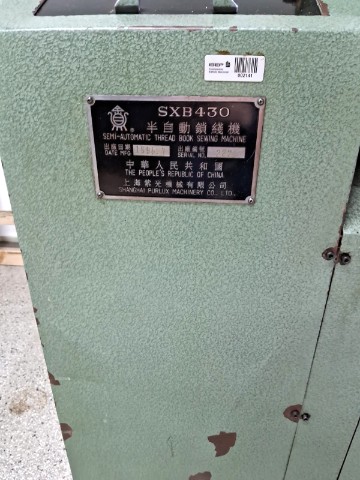 802191
SXB430
半自動鎖綫機
SEMI-AUTOMATIC THREAD BOOK SEWING MACHINE
出廠日期 出廠編號
DATE MFG. SERIAL NO.
中華人民共和國
THE PEOPLE'S REPUBLIC OF CHINA
上海紫光機械有限公司
SHANGHAI PURLUX MACHINERY CO., LTD.